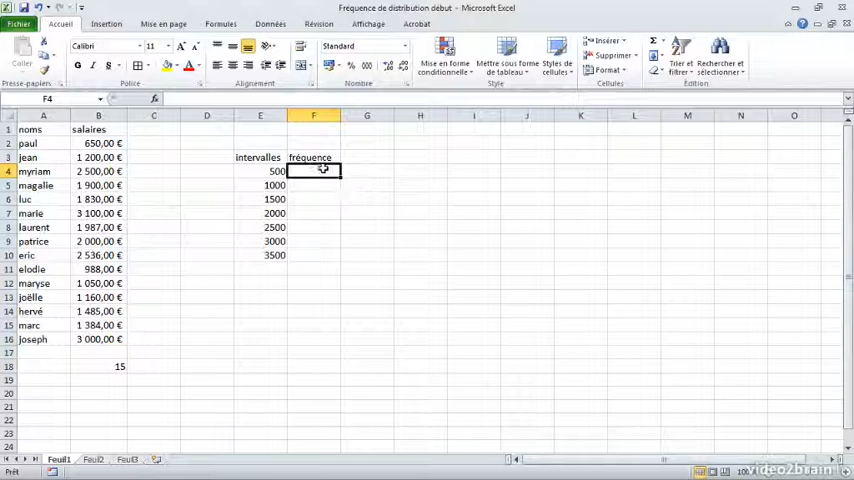 Fréquence de distribution début - Microsoft Excel
Fichier Accueil Insertion Mise en page Formules Données Révision Affichage Acrobat
Coller
Calibri 11
G I S
Standard
% 000
Mise en forme conditionnelle
Mettre sous forme de tableau
Styles de cellules
Insérer
Supprimer
Format
Σ
Trier et filtrer
Rechercher et sélectionner
Presse-papiers Police Alignement Nombre Style Cellules Édition
F4 fx
A B C D E F G H I J K L M N O
1 noms salaires
2 paul 650,00 €
3 jean 1 200,00 € intervalles fréquence
4 myriam 2 500,00 € 500
5 magalie 1 900,00 € 1000
6 luc 1 830,00 € 1500
7 marie 3 100,00 € 2000
8 laurent 1 987,00 € 2500
9 patrice 2 000,00 € 3000
10 eric 2 536,00 € 3500
11 elodie 988,00 €
12 maryse 1 050,00 €
13 joëlle 1 160,00 €
14 hervé 1 485,00 €
15 marc 1 384,00 €
16 joseph 3 000,00 €
17
18 15
19
20
21
22
23
24
Feuil1 Feuil2 Feuil3
Prêt
video2brain